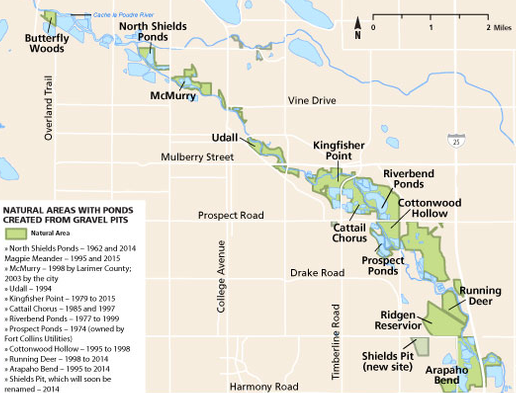 Cache la Poudre River
Butterfly
Woods
North Shields
Ponds
N
0 1 2 Miles
McMurry
Overland Trail
Vine Drive
Udall
Mulberry Street
25
Kingfisher
Point
Riverbend
Ponds
Cottonwood
Hollow
NATURAL AREAS WITH PONDS
CREATED FROM GRAVEL PITS
Natural Area
» North Shields Ponds – 1962 and 2014
Magpie Meander – 1995 and 2015
» McMurry – 1998 by Larimer County;
2003 by the city
» Udall – 1994
» Kingfisher Point – 1979 to 2015
» Cattail Chorus – 1985 and 1997
» Riverbend Ponds – 1977 to 1999
» Prospect Ponds – 1974 (owned by
Fort Collins Utilities)
» Cottonwood Hollow – 1995 to 1998
» Running Deer – 1998 to 2014
» Arapaho Bend – 1995 to 2014
» Shields Pit, which will soon be
renamed – 2014
Prospect Road
Cattail
Chorus
Prospect
Ponds
College Avenue
Drake Road
Timberline Road
Running
Deer
Ridgen
Reservior
Shields Pit
(new site)
Arapaho
Bend
Harmony Road